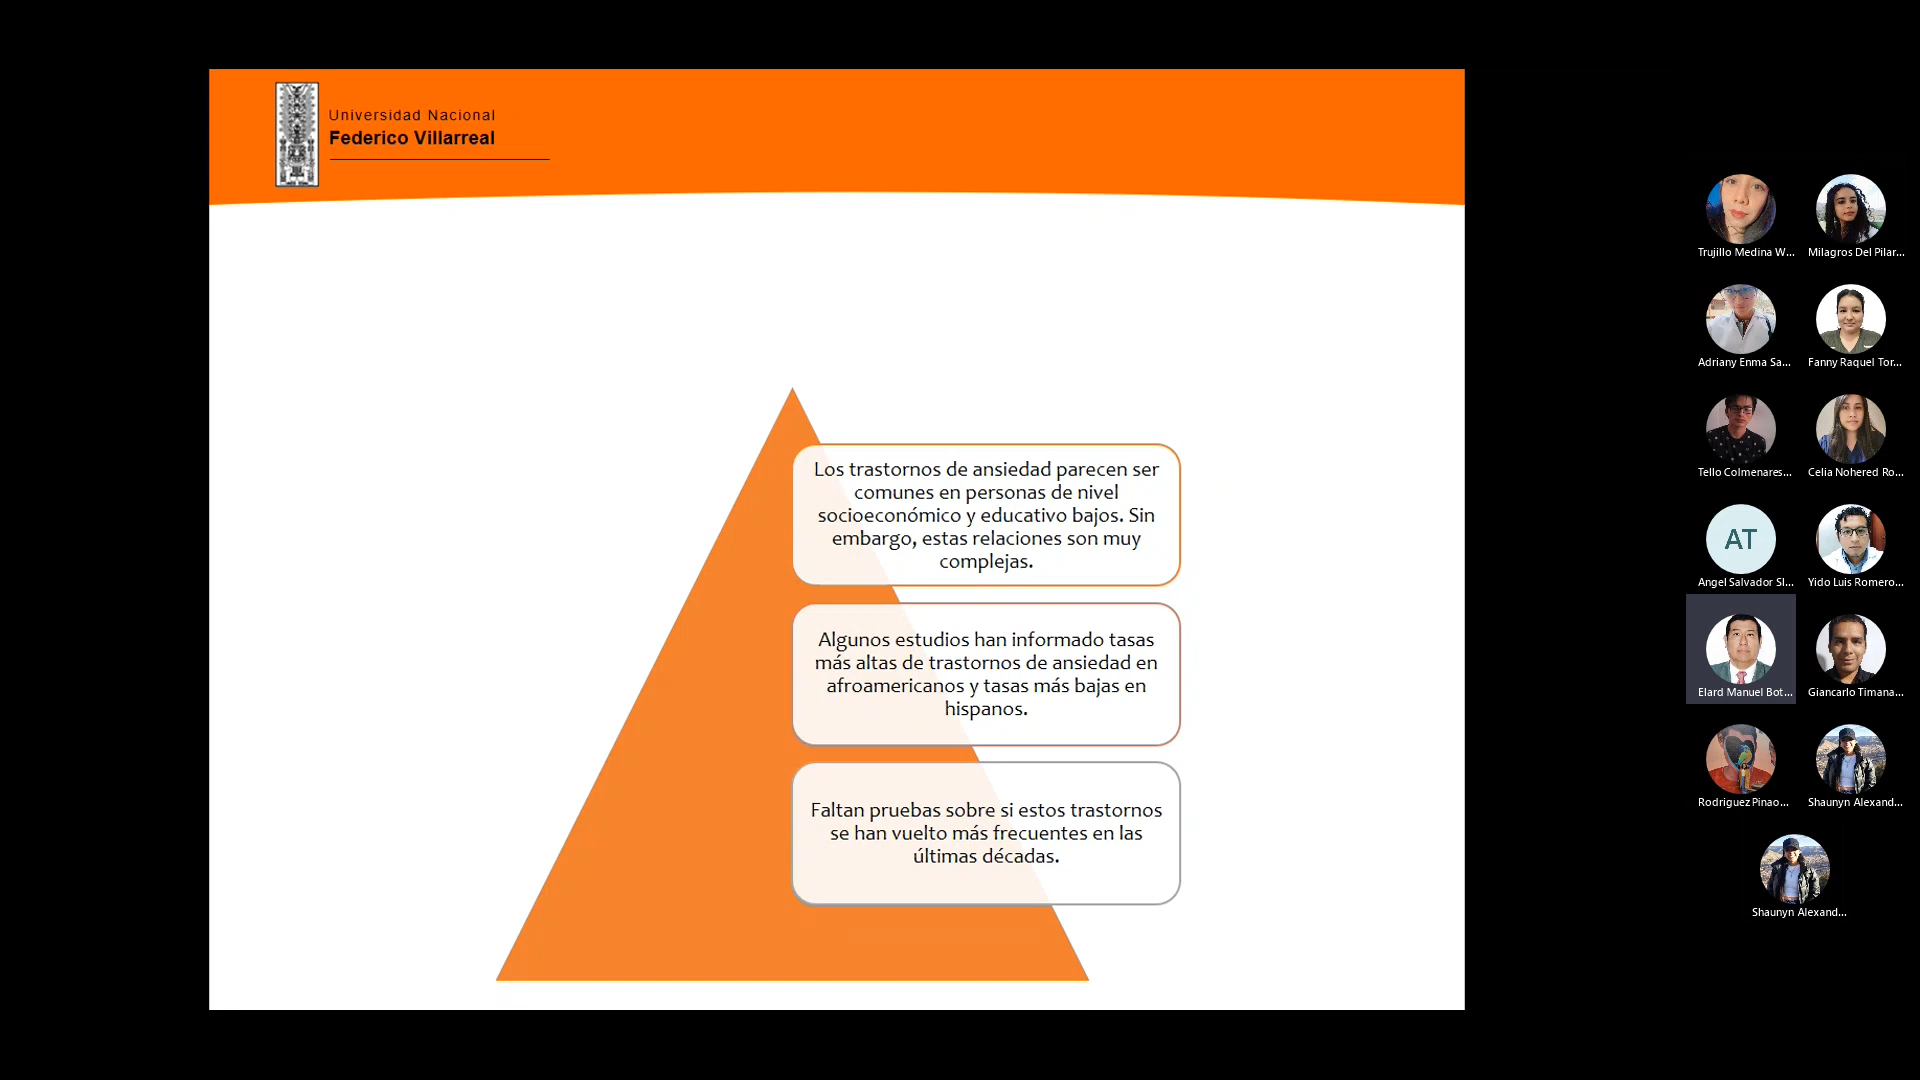 Universidad Nacional
Federico Villarreal
Los trastornos de ansiedad parecen ser
comunes en personas de nivel
socioeconómico y educativo bajos. Sin
embargo, estas relaciones son muy
complejas.
Algunos estudios han informado tasas
más altas de trastornos de ansiedad en
afroamericanos y tasas más bajas en
hispanos.
Faltan pruebas sobre si estos trastornos
se han vuelto más frecuentes en las
últimas décadas.
Trujillo Medina W...
Milagros Del Pilar...
Adriany Enma Sa...
Fanny Raquel Tor...
Tello Colmenares...
Celia Nohered Ro...
AT
Angel Salvador Sl...
Yido Luis Romero...
Elard Manuel Bot...
Giancarlo Timana...
Rodriguez Pinao...
Shaunyn Alexand...
Shaunyn Alexand...